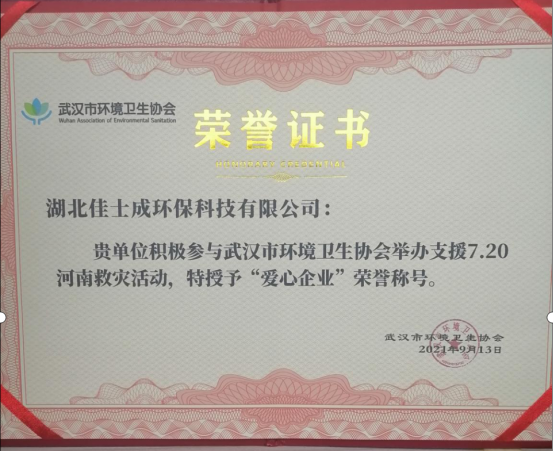 武汉市环境卫生协会
Wuhan Association of Environmental Sanitation
荣誉证书
HONORARY CREDENTIAL
湖北佳士成环保科技有限公司：
贵单位积极参与武汉市环境卫生协会举办支援7.20
河南救灾活动，特授予“爱心企业”荣誉称号。
武汉市环境卫生协会
2021年9月13日